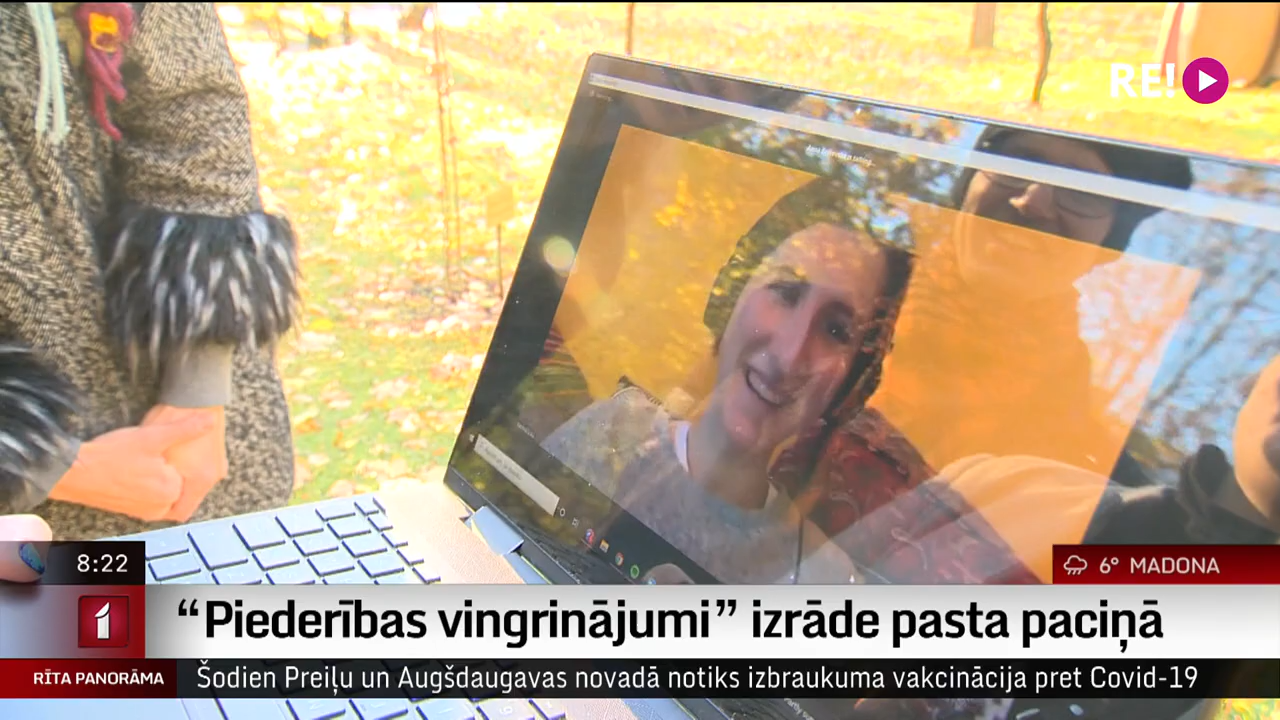 RE!
8:22
6° MADONA
1
“Piederības vingrinājumi” izrāde pasta paciņā
RĪTA PANORĀMA
Šodien Preiļu un Augšdaugavas novadā notiks izbraukuma vakcinācija pret Covid-19